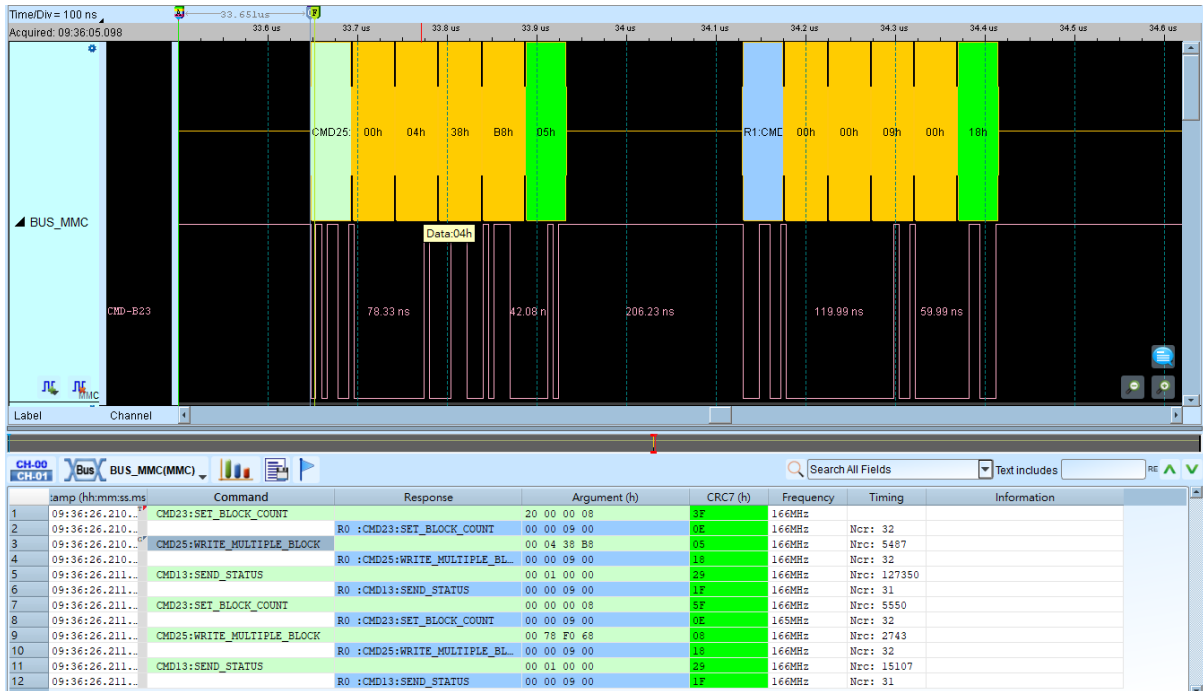 Time/Div= 100 ns
33.651us
Acquired: 09:36:05.098
33.6 us 33.7 us 33.8 us 33.9 us 34 us 34.1 us 34.2 us 34.3 us 34.4 us 34.5 us 34.6 us
CMD25: 00h 04h 38h B8h 05h R1:CMD 00h 00h 09h 00h 18h
BUS_MMC
Data:04h
CMD-B23
78.33 ns 42.08 n 206.23 ns 119.99 ns 59.99 ns
MMC
Label Channel
CH-00
CH-01
Bus BUS_MMC(MMC) Search All Fields Text includes RE
tamp (hh:mm:ss.ms Command Response Argument (h) CRC7 (h) Frequency Timing Information
1 09:36:26.210... CMD23:SET_BLOCK_COUNT 20 00 00 08 3F 166MHz
2 09:36:26.210... R0 :CMD23:SET_BLOCK_COUNT 00 00 09 00 0E 166MHz Ncr: 32
3 09:36:26.210... CMD25:WRITE_MULTIPLE_BLOCK 00 04 38 B8 05 166MHz Nrc: 5487
4 09:36:26.210... R0 :CMD25:WRITE_MULTIPLE_BL... 00 00 09 00 18 166MHz Ncr: 32
5 09:36:26.211... CMD13:SEND_STATUS 00 01 00 00 29 166MHz Nrc: 127350
6 09:36:26.211... R0 :CMD13:SEND_STATUS 00 00 09 00 1F 166MHz Ncr: 31
7 09:36:26.211... CMD23:SET_BLOCK_COUNT 00 00 00 08 5F 166MHz Nrc: 5550
8 09:36:26.211... R0 :CMD23:SET_BLOCK_COUNT 00 00 09 00 0E 165MHz Ncr: 32
9 09:36:26.211... CMD25:WRITE_MULTIPLE_BLOCK 00 78 F0 68 08 166MHz Nrc: 2743
10 09:36:26.211... R0 :CMD25:WRITE_MULTIPLE_BL... 00 00 09 00 18 166MHz Ncr: 32
11 09:36:26.211... CMD13:SEND_STATUS 00 01 00 00 29 166MHz Nrc: 15107
12 09:36:26.211... R0 :CMD13:SEND_STATUS 00 00 09 00 1F 166MHz Ncr: 31